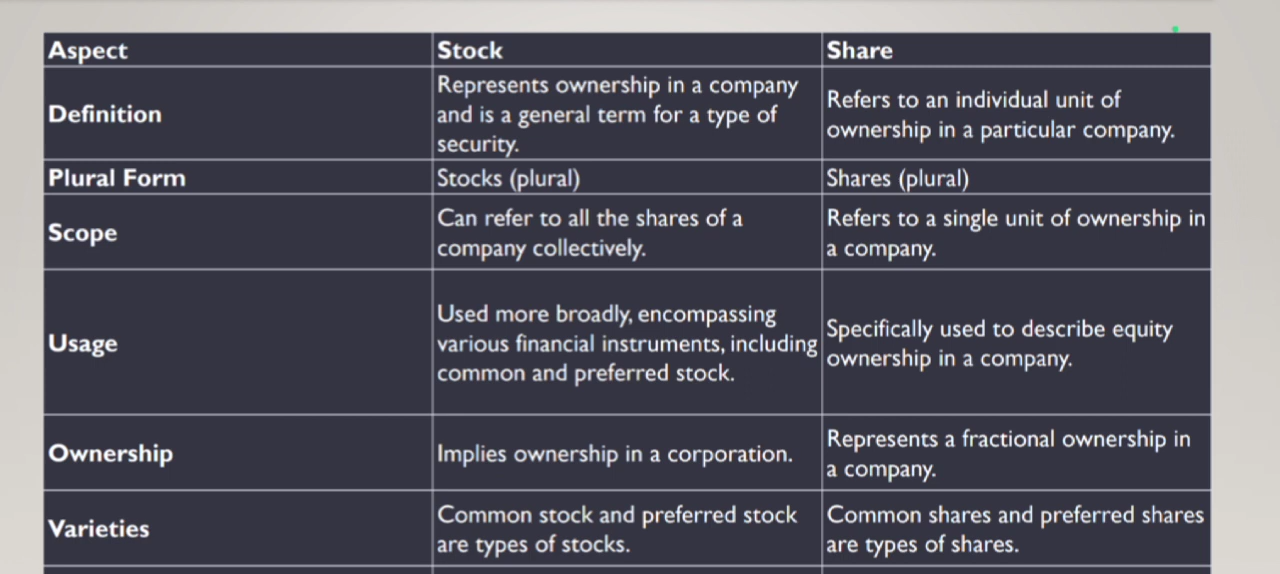 Aspect Stock Share
Definition
Represents ownership in a company
and is a general term for a type of
security.
Refers to an individual unit of
ownership in a particular company.
Plural Form Stocks (plural) Shares (plural)
Scope
Can refer to all the shares of a
company collectively.
Refers to a single unit of ownership in
a company.
Usage
Used more broadly, encompassing
various financial instruments, including
common and preferred stock.
Specifically used to describe equity
ownership in a company.
Ownership
Implies ownership in a corporation.
Represents a fractional ownership in
a company.
Varieties
Common stock and preferred stock
are types of stocks.
Common shares and preferred shares
are types of shares.